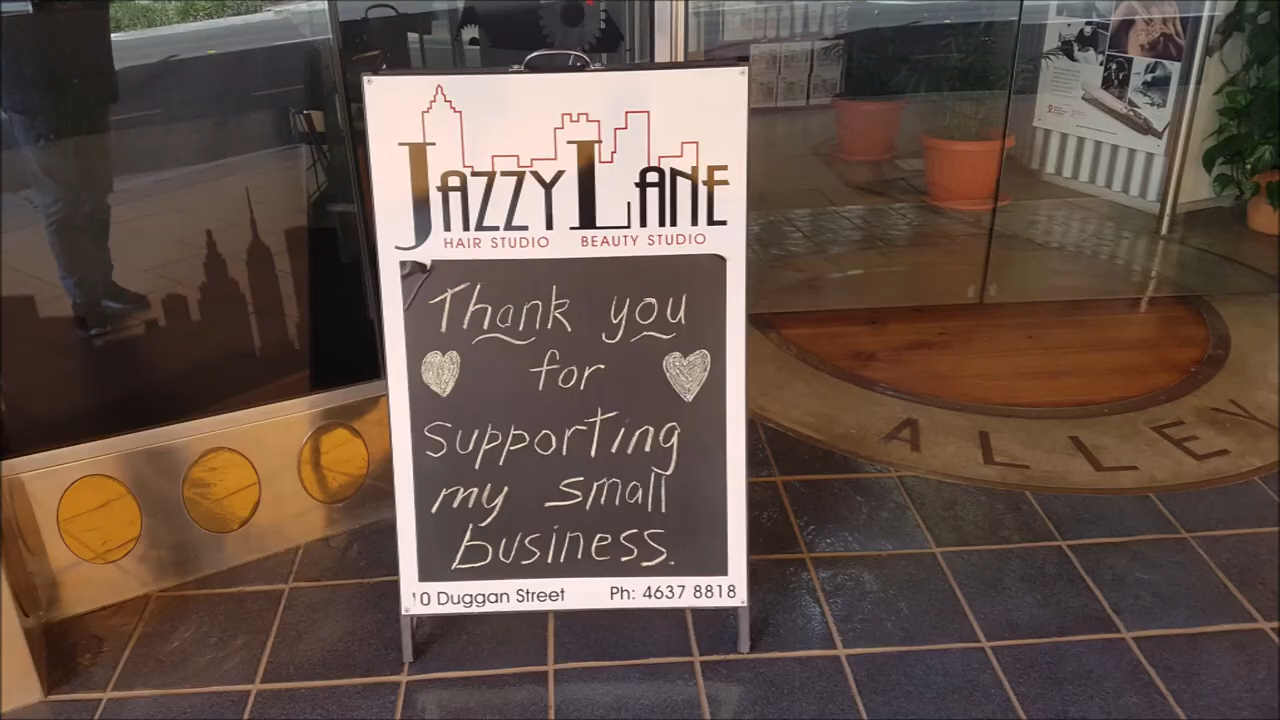 JAZZY LANE
HAIR STUDIO BEAUTY STUDIO
Thank you
for
supporting
my small
business.
10 Duggan Street Ph: 4637 8818
ALLEY